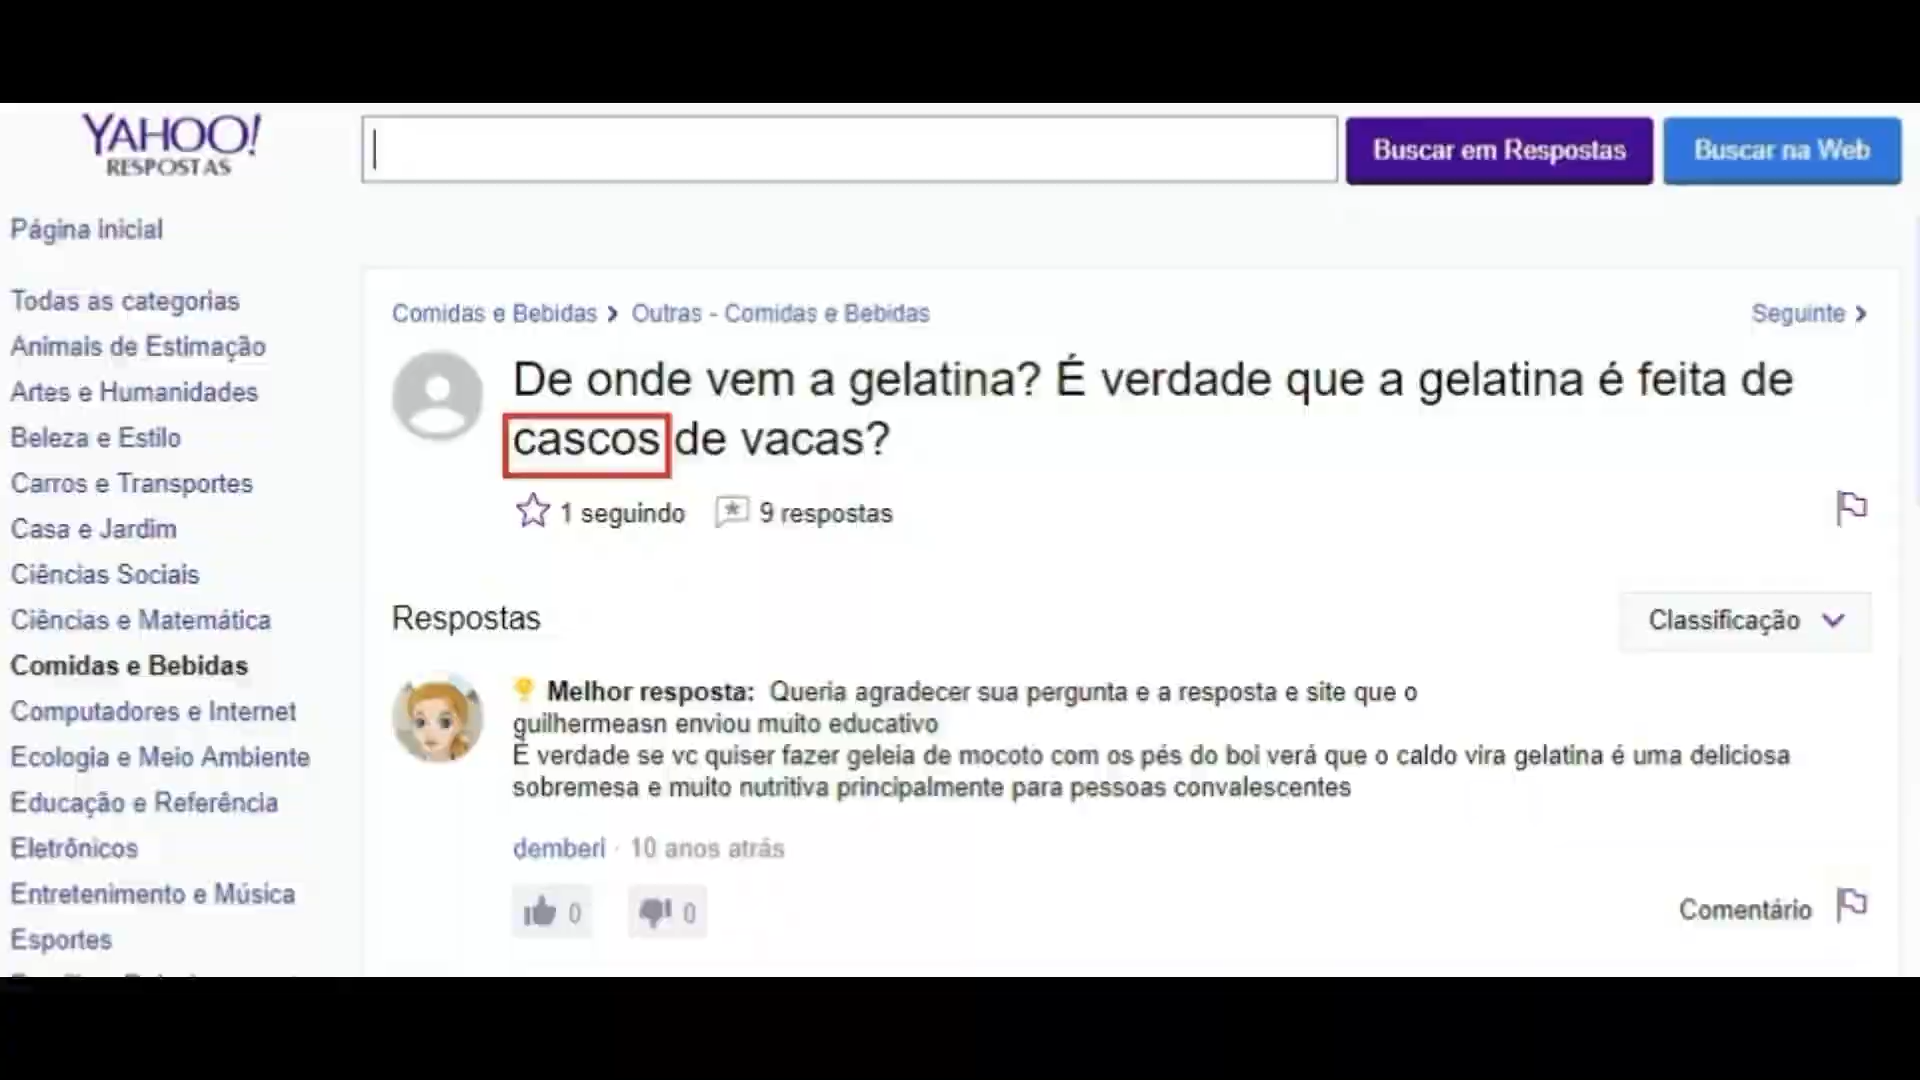 YAHOO!
RESPOSTAS
Buscar em Respostas
Buscar na Web
Página inicial
Todas as categorias
Animais de Estimação
Artes e Humanidades
Beleza e Estilo
Carros e Transportes
Casa e Jardim
Ciências Sociais
Ciências e Matemática
Comidas e Bebidas
Computadores e Internet
Ecologia e Meio Ambiente
Educação e Referência
Eletrônicos
Entretenimento e Música
Esportes
Comidas e Bebidas > Outras - Comidas e Bebidas
Seguinte >
De onde vem a gelatina? É verdade que a gelatina é feita de
cascos de vacas?
1 seguindo 9 respostas
Respostas
Classificação
Melhor resposta: Queria agradecer sua pergunta e a resposta e site que o
guilhermeasn enviou muito educativo
É verdade se vc quiser fazer geleia de mocoto com os pés do boi verá que o caldo vira gelatina é uma deliciosa
sobremesa e muito nutritiva principalmente para pessoas convalescentes
demberi · 10 anos atrás
0 0
Comentário